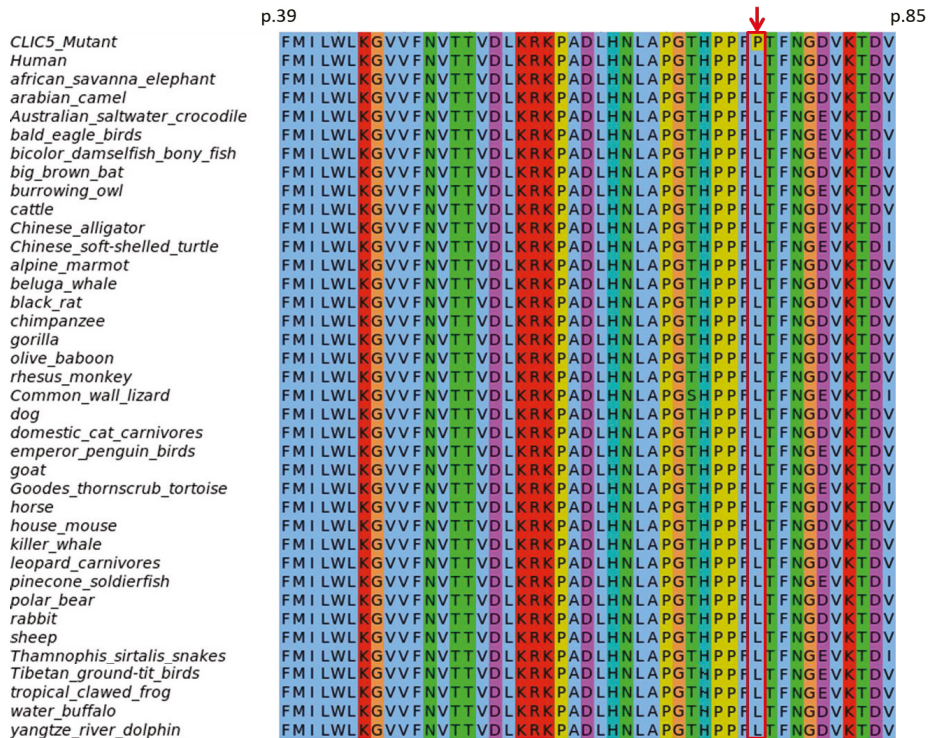 p.39 p.85
CLIC5_Mutant FMILWLKGVVFNVTTVDLKRKPADLHNLAPGTHPPFPTFNGDVKTDV
Human FMILWLKGVVFNVTTVDLKRKPADLHNLAPGTHPPFLTFNGDVKTDV
african_savanna_elephant FMILWLKGVVFNVTTVDLKRKPADLHNLAPGTHPPFLTFNGDVKTDV
arabian_camel FMILWLKGVVFNVTTVDLKRKPADLHNLAPGTHPPFLTFNGDVKTDV
Australian_saltwater_crocodile FMILWLKGVVFNVTTVDLKRKPADLHNLAPGTHPPFLTFNGEVKTDI
bald_eagle_birds FMILWLKGVVFNVTTVDLKRKPADLHNLAPGTHPPFLTFNGEVKTDV
bicolor_damselfish_bony_fish FMILWLKGVVFNVTTVDLKRKPADLHNLAPGTHPPFLTFNGEVKTDI
big_brown_bat FMILWLKGVVFNVTTVDLKRKPADLHNLAPGTHPPFLTFNGDVKTDV
burrowing_owl FMILWLKGVVFNVTTVDLKRKPADLHNLAPGTHPPFLTFNGEVKTDV
cattle FMILWLKGVVFNVTTVDLKRKPADLHNLAPGTHPPFLTFNGDVKTDV
Chinese_alligator FMILWLKGVVFNVTTVDLKRKPADLHNLAPGTHPPFLTFNGEVKTDI
Chinese_soft-shelled_turtle FMILWLKGVVFNVTTVDLKRKPADLHNLAPGTHPPFLTFNGEVKTDI
alpine_marmot FMILWLKGVVFNVTTVDLKRKPADLHNLAPGTHPPFLTFNGDVKTDV
beluga_whale FMILWLKGVVFNVTTVDLKRKPADLHNLAPGTHPPFLTFNGDVKTDV
black_rat FMILWLKGVVFNVTTVDLKRKPADLHNLAPGTHPPFLTFNGDVKTDV
chimpanzee FMILWLKGVVFNVTTVDLKRKPADLHNLAPGTHPPFLTFNGDVKTDV
gorilla FMILWLKGVVFNVTTVDLKRKPADLHNLAPGTHPPFLTFNGDVKTDV
olive_baboon FMILWLKGVVFNVTTVDLKRKPADLHNLAPGTHPPFLTFNGDVKTDV
rhesus_monkey FMILWLKGVVFNVTTVDLKRKPADLHNLAPGTHPPFLTFNGDVKTDV
Common_wall_lizard FMILWLKGVVFNVTTVDLKRKPADLHNLAPGSHPPFLTFNGEVKTDI
dog FMILWLKGVVFNVTTVDLKRKPADLHNLAPGTHPPFLTFNGDVKTDV
domestic_cat_carnivores FMILWLKGVVFNVTTVDLKRKPADLHNLAPGTHPPFLTFNGDVKTDV
emperor_penguin_birds FMILWLKGVVFNVTTVDLKRKPADLHNLAPGTHPPFLTFNGEVKTDV
goat FMILWLKGVVFNVTTVDLKRKPADLHNLAPGTHPPFLTFNGDVKTDV
Goodes_thornscrub_tortoise FMILWLKGVVFNVTTVDLKRKPADLHNLAPGTHPPFLTFNGEVKTDI
horse FMILWLKGVVFNVTTVDLKRKPADLHNLAPGTHPPFLTFNGDVKTDV
house_mouse FMILWLKGVVFNVTTVDLKRKPADLHNLAPGTHPPFLTFNGDVKTDV
killer_whale FMILWLKGVVFNVTTVDLKRKPADLHNLAPGTHPPFLTFNGDVKTDV
leopard_carnivores FMILWLKGVVFNVTTVDLKRKPADLHNLAPGTHPPFLTFNGDVKTDV
pinecone_soldierfish FMILWLKGVVFNVTTVDLKRKPADLHNLAPGTHPPFLTFNGEVKTDI
polar_bear FMILWLKGVVFNVTTVDLKRKPADLHNLAPGTHPPFLTFNGDVKTDV
rabbit FMILWLKGVVFNVTTVDLKRKPADLHNLAPGTHPPFLTFNGDVKTDV
sheep FMILWLKGVVFNVTTVDLKRKPADLHNLAPGTHPPFLTFNGDVKTDV
Thamnophis_sirtalis_snakes FMILWLKGVVFNVTTVDLKRKPADLHNLAPGTHPPFLTFNGEVKTDI
Tibetan_ground-tit_birds FMILWLKGVVFNVTTVDLKRKPADLHNLAPGTHPPFLTFNGEVKTDV
tropical_clawed_frog FMILWLKGVVFNVTTVDLKRKPADLHNLAPGTHPPFLTFNGEVKTDV
water_buffalo FMILWLKGVVFNVTTVDLKRKPADLHNLAPGTHPPFLTFNGDVKTDV
yangtze_river_dolphin FMILWLKGVVFNVTTVDLKRKPADLHNLAPGTHPPFLTFNGDVKTDV